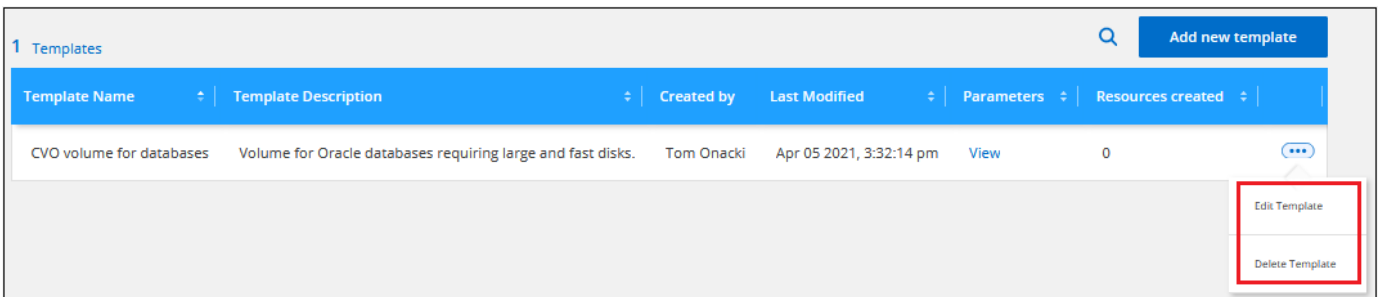 1 Templates
Add new template
Template Name Template Description Created by Last Modified Parameters Resources created
CVO volume for databases Volume for Oracle databases requiring large and fast disks. Tom Onacki Apr 05 2021, 3:32:14 pm View 0
Edit Template
Delete Template